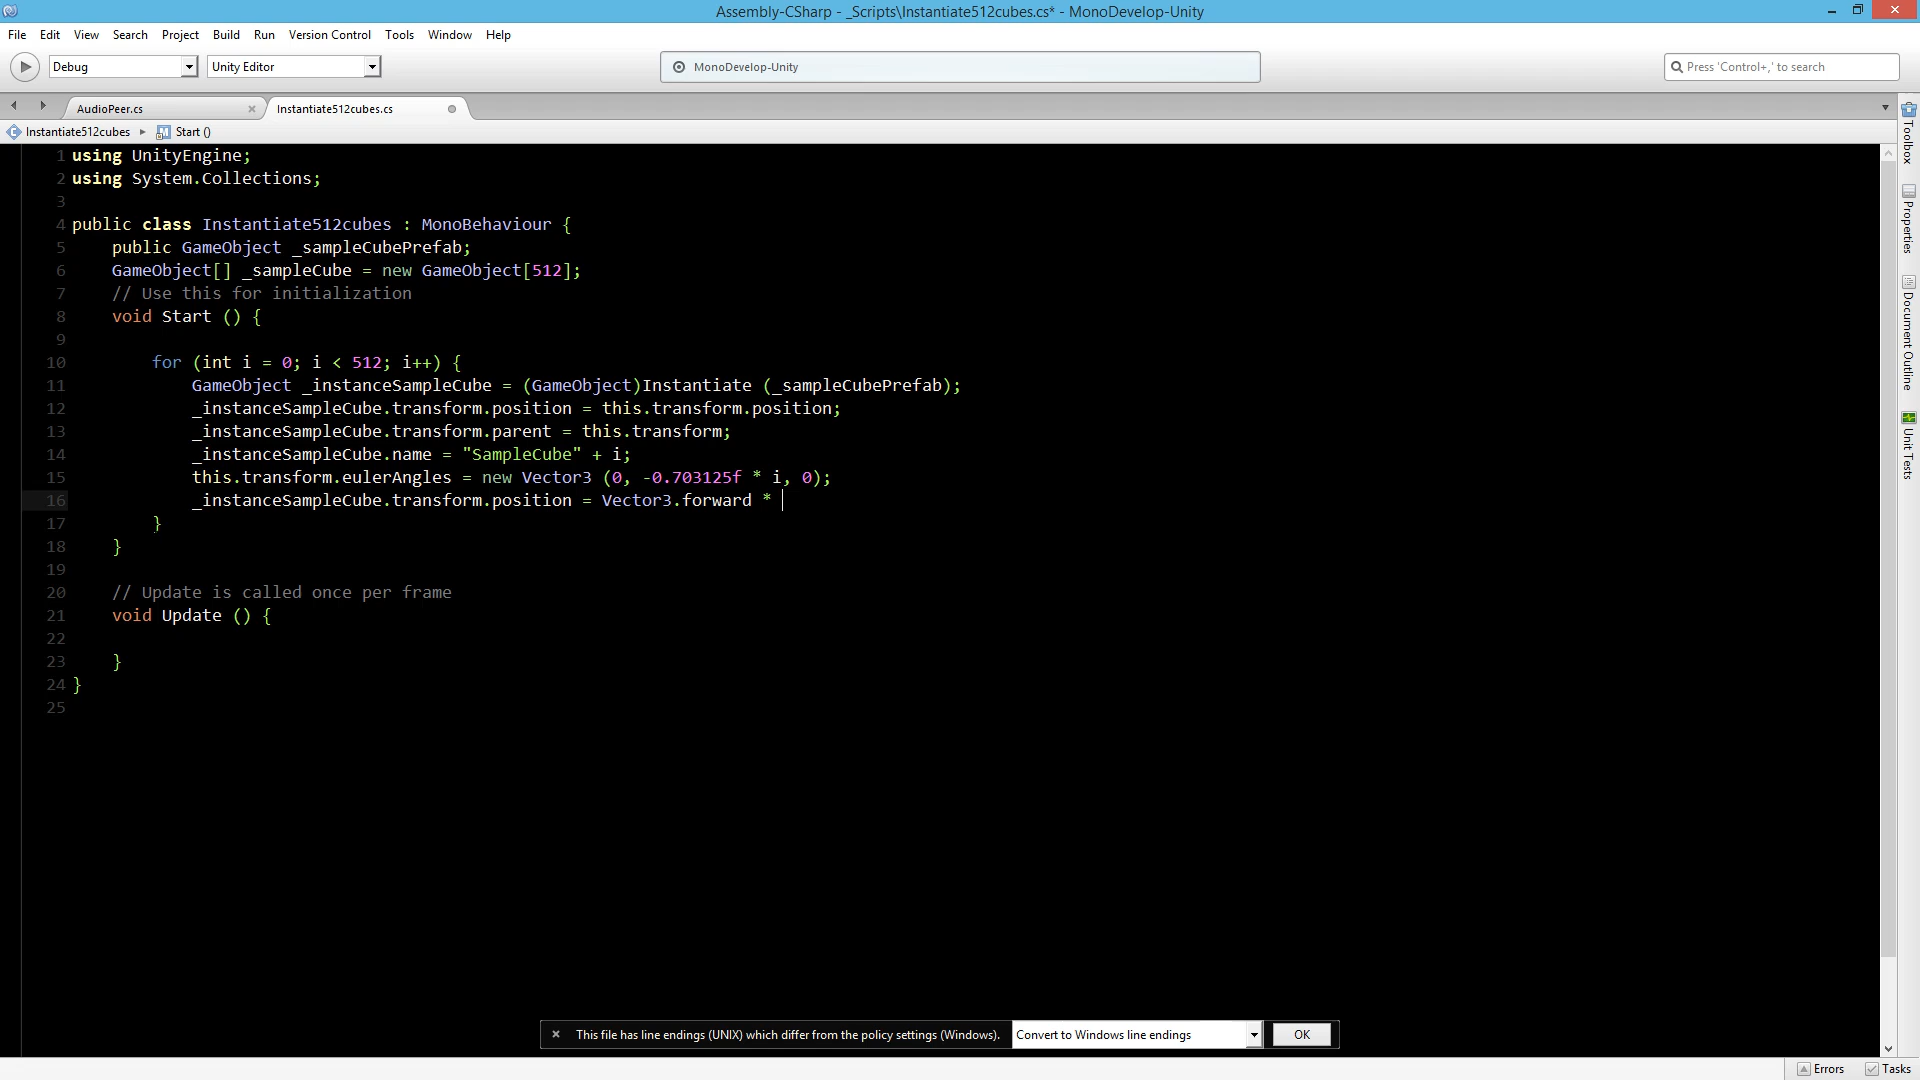 Assembly-CSharp - _Scripts\Instantiate512cubes.cs* - MonoDevelop-Unity
File Edit View Search Project Build Run Version Control Tools Window Help
Debug Unity Editor MonoDevelop-Unity Press 'Control+,' to search
AudioPeer.cs Instantiate512cubes.cs
Instantiate512cubes Start ()
1 using UnityEngine;
2 using System.Collections;
3
4 public class Instantiate512cubes : MonoBehaviour {
5 public GameObject _sampleCubePrefab;
6 GameObject[] _sampleCube = new GameObject[512];
7 // Use this for initialization
8 void Start () {
9
10 for (int i = 0; i < 512; i++) {
11 GameObject _instanceSampleCube = (GameObject)Instantiate (_sampleCubePrefab);
12 _instanceSampleCube.transform.position = this.transform.position;
13 _instanceSampleCube.transform.parent = this.transform;
14 _instanceSampleCube.name = "SampleCube" + i;
15 this.transform.eulerAngles = new Vector3 (0, -0.703125f * i, 0);
16 _instanceSampleCube.transform.position = Vector3.forward *
17 }
18 }
19
20 // Update is called once per frame
21 void Update () {
22
23 }
24 }
25
Toolbox
Properties
Document Outline
Unit Tests
This file has line endings (UNIX) which differ from the policy settings (Windows). Convert to Windows line endings OK
Errors Tasks